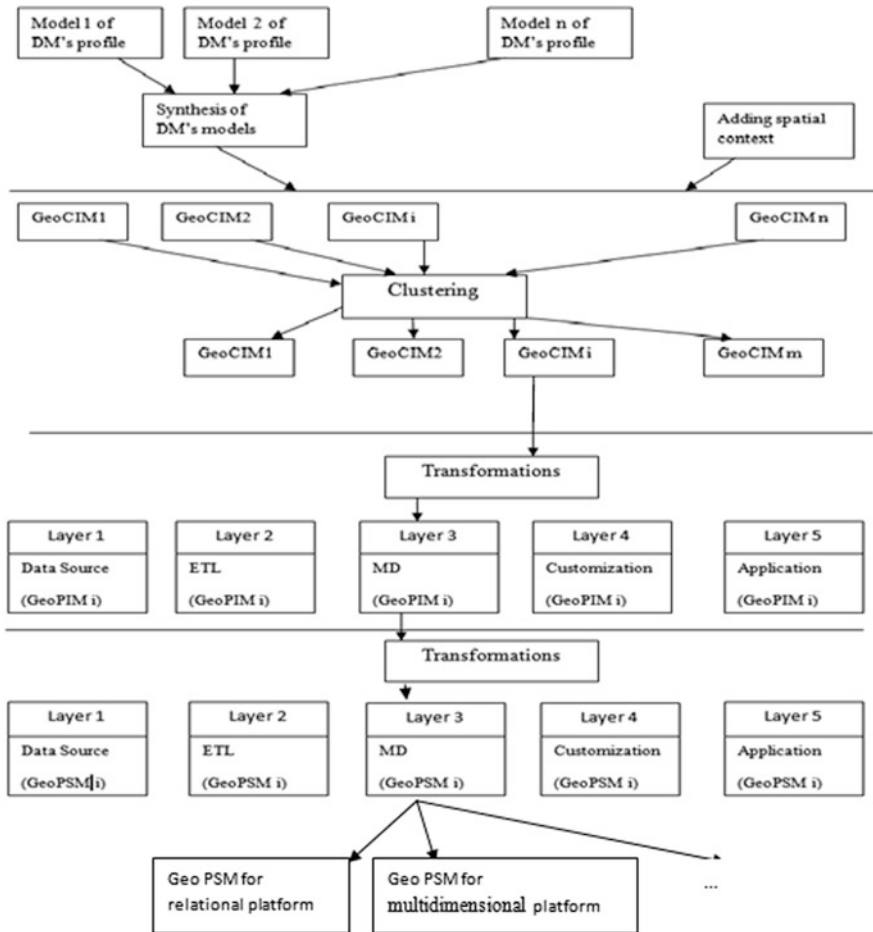 Model 1 of
DM's profile
Model 2 of
DM's profile
Model n of
DM's profile
Synthesis of
DM's models
Adding spatial
context
GeoCIM1
GeoCIM2
GeoCIM i
GeoCIM n
Clustering
GeoCIM1
GeoCIM2
GeoCIM i
GeoCIM m
Transformations
Layer 1
Data Source
(GeoPIM i)
Layer 2
ETL
(GeoPIM i)
Layer 3
MD
(GeoPIM i)
Layer 4
Customization
(GeoPIM i)
Layer 5
Application
(GeoPIM i)
Transformations
Layer 1
Data Source
(GeoPSM i)
Layer 2
ETL
(GeoPSM i)
Layer 3
MD
(GeoPSM i)
Layer 4
Customization
(GeoPSM i)
Layer 5
Application
(GeoPSM i)
Geo PSM for
relational platform
Geo PSM for
multidimensional platform
...